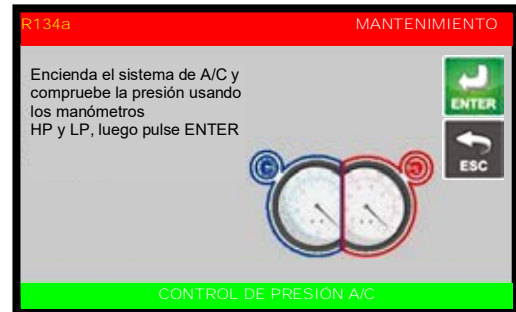 R134a MANTENIMIENTO
Encienda el sistema de A/C y
compruebe la presión usando
los manómetros
HP y LP, luego pulse ENTER
ENTER
ESC
CONTROL DE PRESIÓN A/C